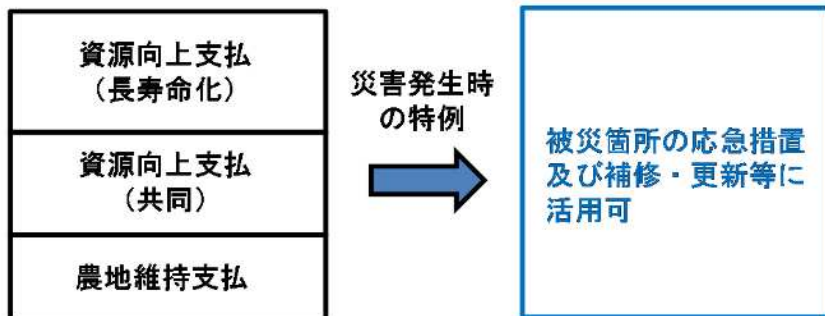 資源向上支払
（長寿命化）
資源向上支払
（共同）
農地維持支払
災害発生時
の特例
被災箇所の応急措置
及び補修・更新等に
活用可